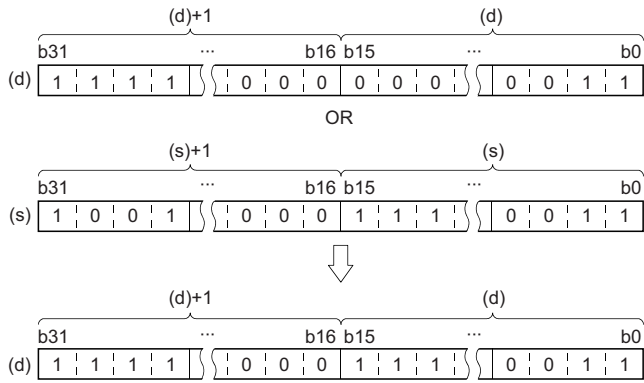 (d)+1 (d)
b31 ... b16 b15 ... b0
(d) 1 1 1 1 0 0 0 0 0 0 0 0 1 1
OR
(s)+1 (s)
b31 ... b16 b15 ... b0
(s) 1 0 0 1 0 0 0 1 1 1 0 0 1 1
(d)+1 (d)
b31 ... b16 b15 ... b0
(d) 1 1 1 1 0 0 0 1 1 1 0 0 1 1